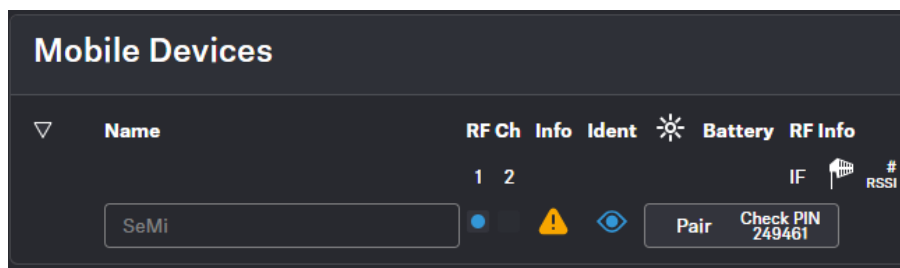 Mobile Devices
Name RF Ch Info Ident Battery RF Info
1 2 IF # RSSI
SeMi Pair Check PIN 249461